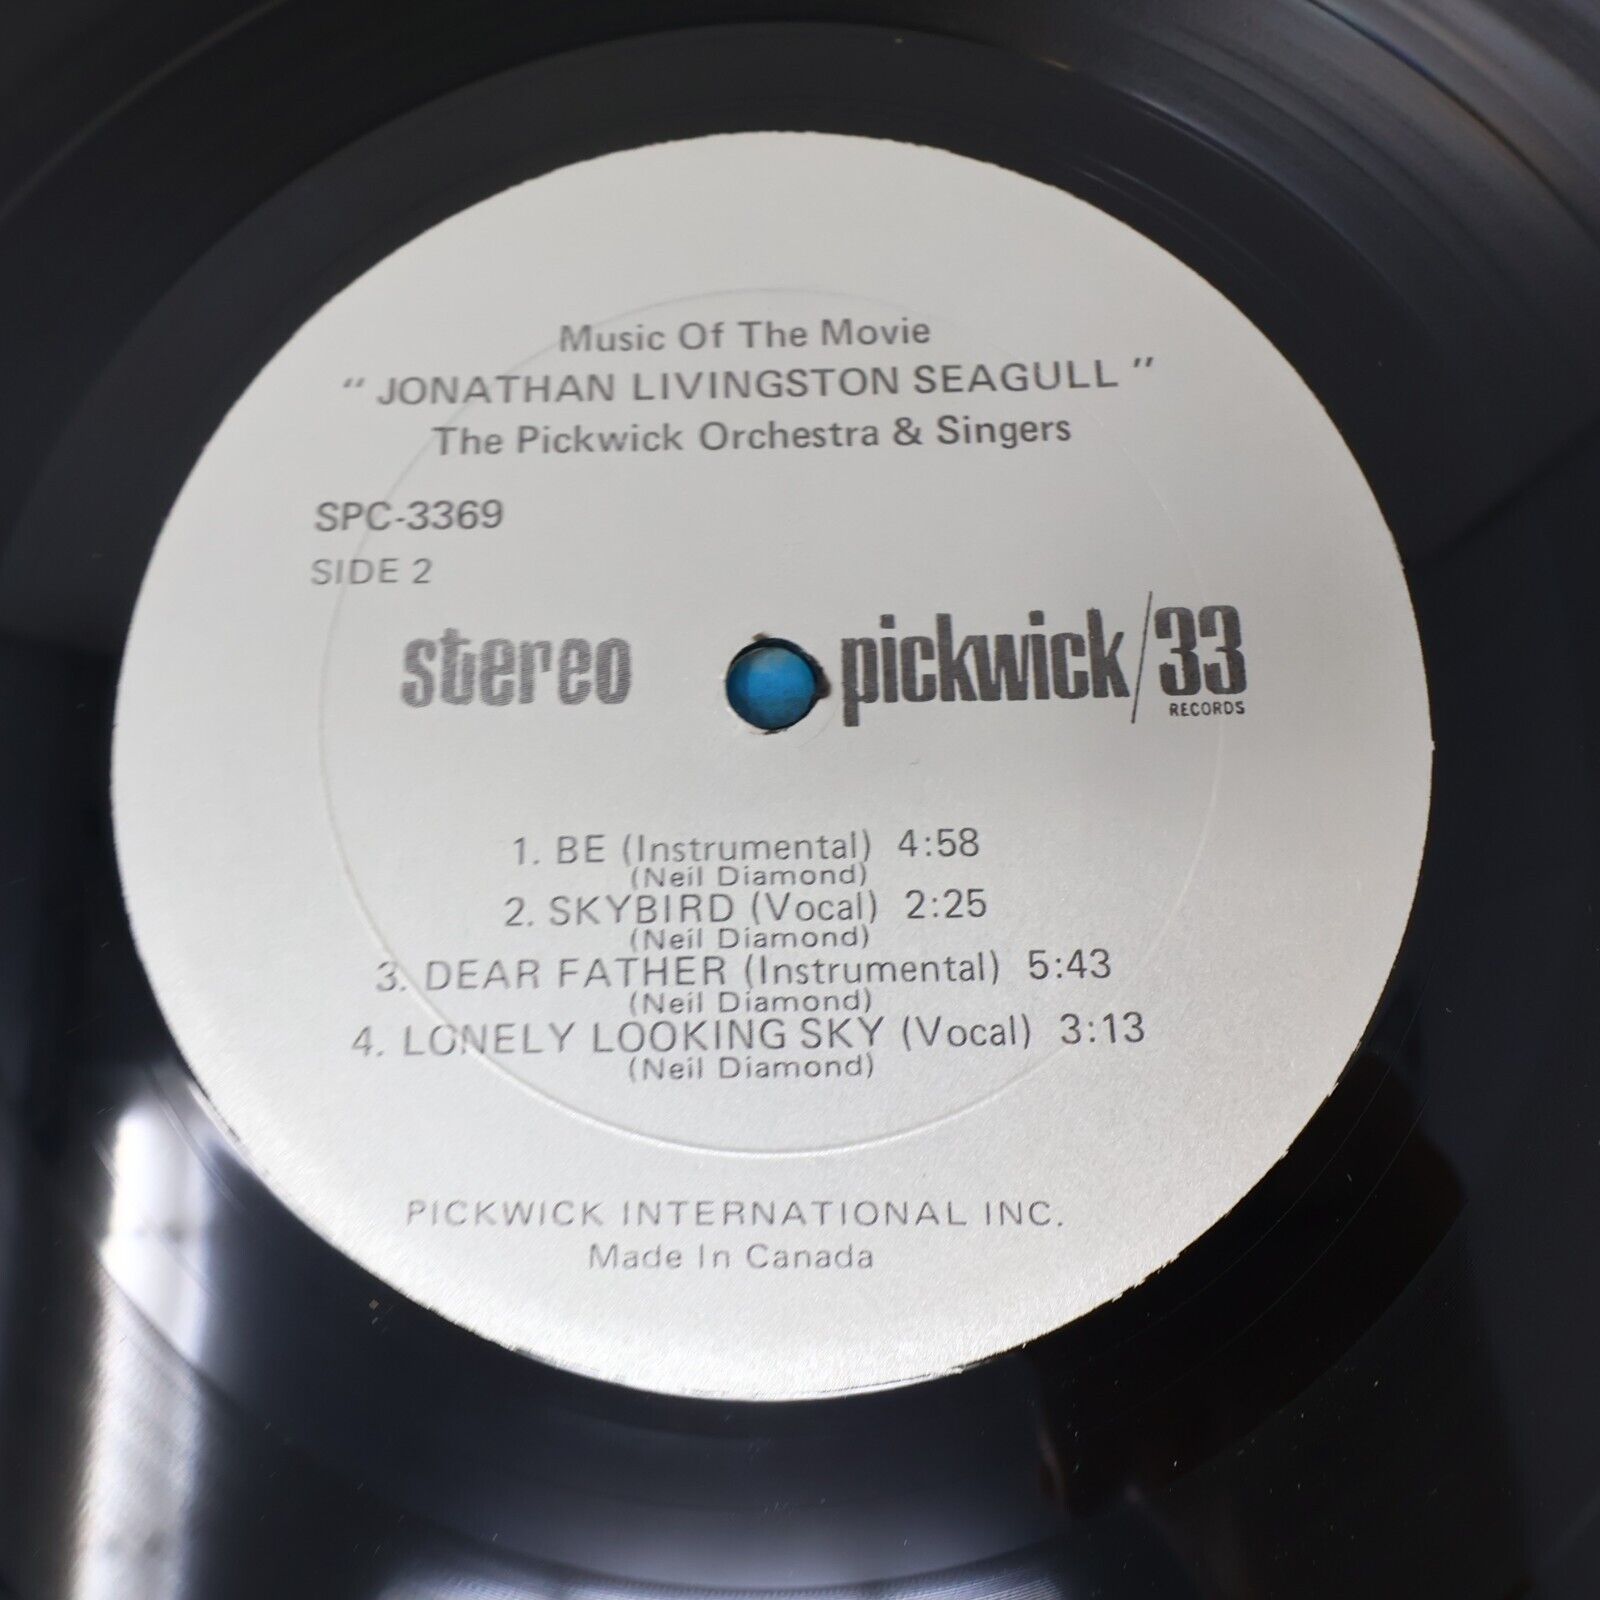 Music Of The Movie
" JONATHAN LIVINGSTON SEAGULL "
The Pickwick Orchestra & Singers
SPC-3369
SIDE 2
stereo
pickwick/33
RECORDS
1. BE (Instrumental) 4:58
(Neil Diamond)
2. SKYBIRD (Vocal) 2:25
(Neil Diamond)
3. DEAR FATHER (Instrumental) 5:43
(Neil Diamond)
4. LONELY LOOKING SKY (Vocal) 3:13
(Neil Diamond)
PICKWICK INTERNATIONAL INC.
Made In Canada